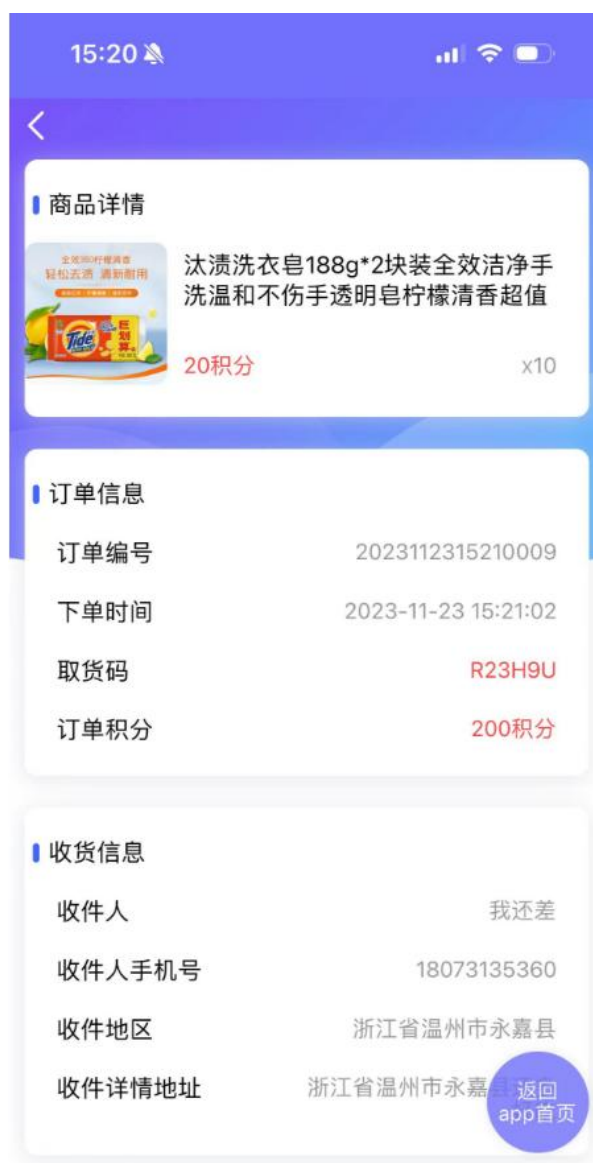 15:20
商品详情
全效360柠檬清香
轻松去渍 清新耐用
Tide
巨划算
汰渍洗衣皂188g*2块装全效洁净手
洗温和不伤手透明皂柠檬清香超值
20积分
x10
订单信息
订单编号
2023112315210009
下单时间
2023-11-23 15:21:02
取货码
R23H9U
订单积分
200积分
收货信息
收件人
我还差
收件人手机号
18073135360
收件地区
浙江省温州市永嘉县
收件详情地址
浙江省温州市永嘉
返回
app首页